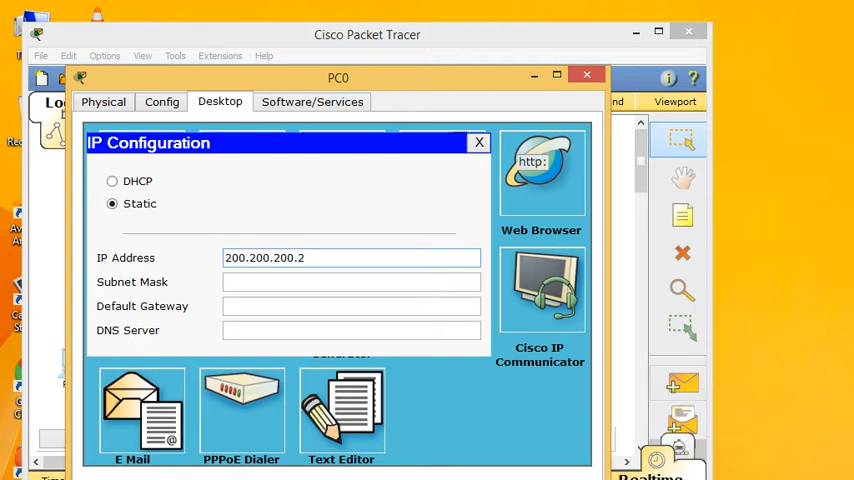 Cisco Packet Tracer
File Edit Options View Tools Extensions Help
PC0
Lo
nd
Viewport
Physical Config Desktop Software/Services
IP Configuration X
http:
DHCP
Static
Web Browser
IP Address 200.200.200.2
Subnet Mask
Default Gateway
DNS Server
Cisco IP
Communicator
E Mail PPPoE Dialer Text Editor
Realtime